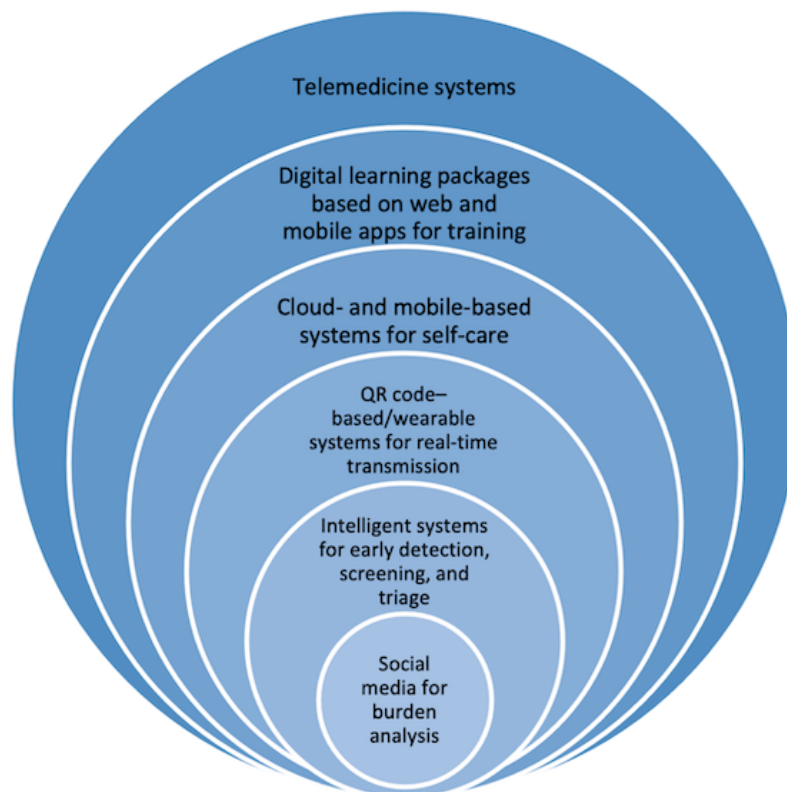 Telemedicine systems
Digital learning packages
based on web and
mobile apps for training
Cloud- and mobile-based
systems for self-care
QR code–
based/wearable
systems for real-time
transmission
Intelligent systems
for early detection,
screening, and
triage
Social
media for
burden
analysis